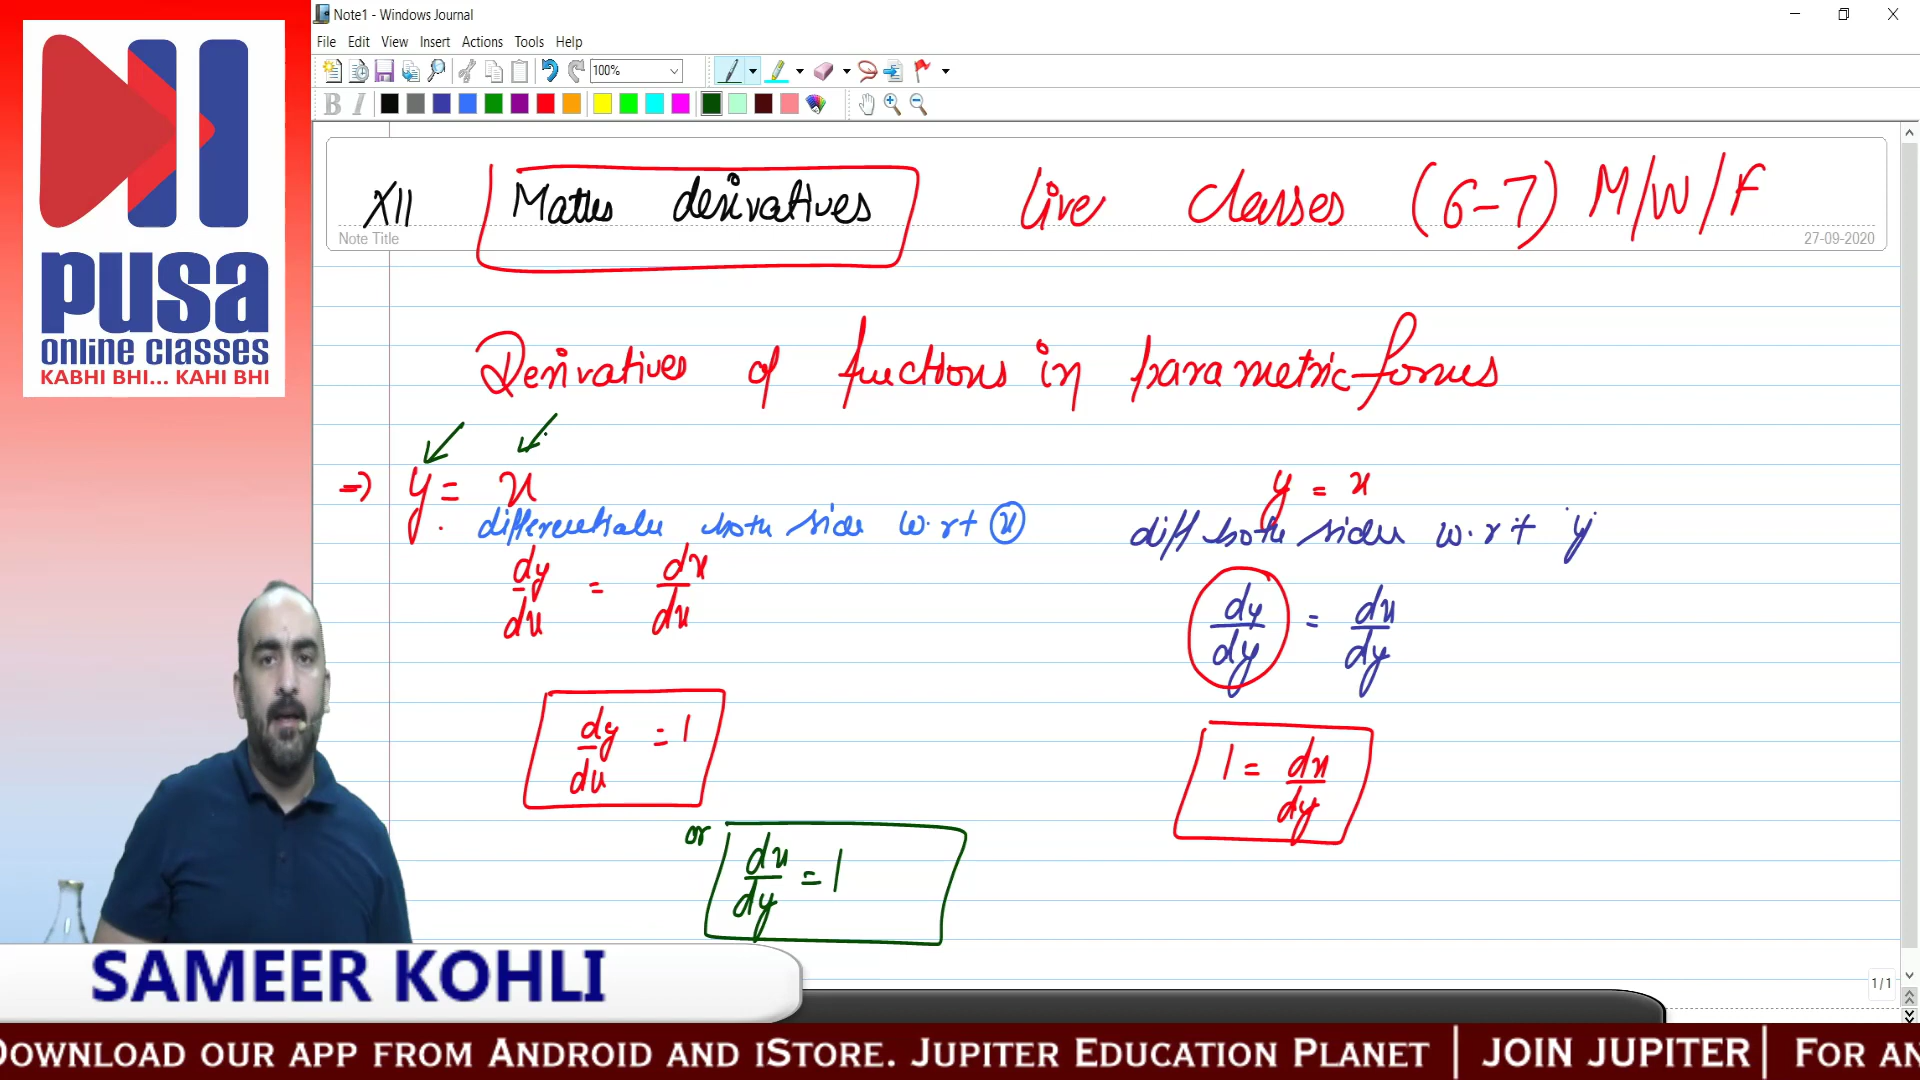 Note1 - Windows Journal
File Edit View Insert Actions Tools Help
100%
B I
XII Maths derivatives Live Classes (6-7) M/W/F
Note Title
27-09-2020
PUSA
ONLINE CLASSES
KABHI BHI... KAHI BHI
Derivatives of fuctions in parametric forms
⇒ y = x
differentiate both side w.r.t x
dy/dx = dx/dx
dy/dx = 1
or dx/dy = 1
y = x
diff both sides w.r.t y
dy/dy = dx/dy
1 = dx/dy
1 / 1
SAMEER KOHLI
DOWNLOAD OUR APP FROM ANDROID AND iSTORE. JUPITER EDUCATION PLANET | JOIN JUPITER | FOR AN